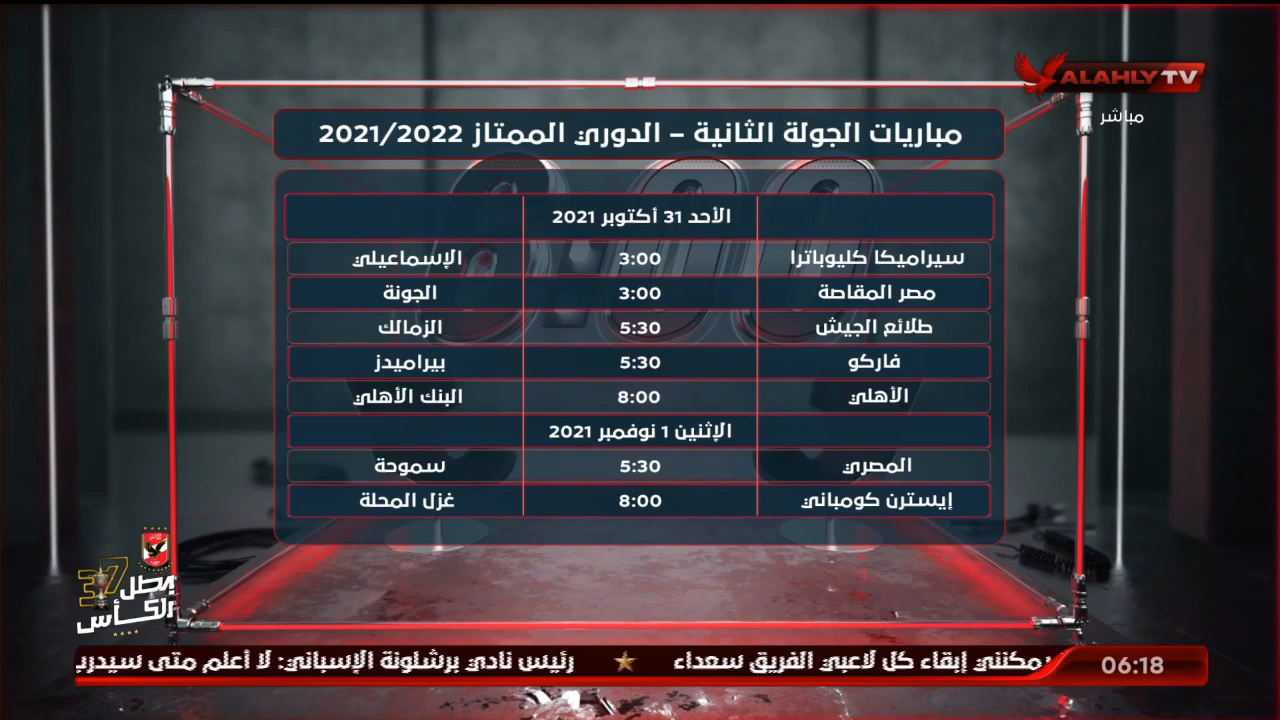 ALAHLY TV
مباشر
مباريات الجولة الثانية – الدوري الممتاز 2021/2022
الأحد 31 أكتوبر 2021
سيراميكا كليوباترا 3:00 الإسماعيلي
مصر المقاصة 3:00 الجونة
طلائع الجيش 5:30 الزمالك
فاركو 5:30 بيراميدز
الأهلي 8:00 البنك الأهلي
الإثنين 1 نوفمبر 2021
المصري 5:30 سموحة
إيسترن كومباني 8:00 غزل المحلة
37
بطل
الكأس
06:18
يمكنني إبقاء كل لاعبي الفريق سعداء ★ رئيس نادي برشلونة الإسباني: لا أعلم متى